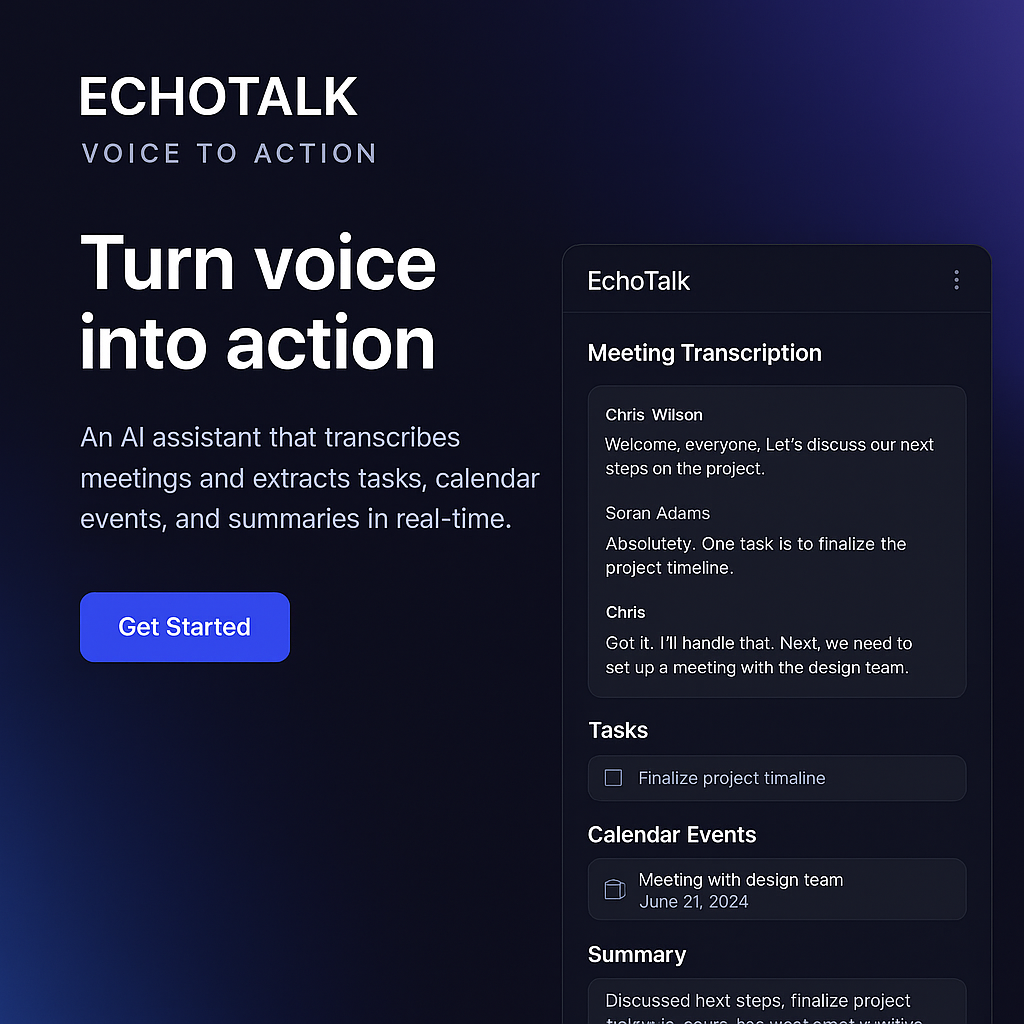 ECHOTALK
VOICE TO ACTION
Turn voice
into action
An AI assistant that transcribes
meetings and extracts tasks, calendar
events, and summaries in real-time.
Get Started
EchoTalk
Meeting Transcription
Chris Wilson
Welcome, everyone, Let's discuss our next
steps on the project.
Soran Adams
Absolutety. One task is to finalize the
project timeline.
Chris
Got it. I'll handle that. Next, we need to
set up a meeting with the design team.
Tasks
Finalize project timaline
Calendar Events
Meeting with design team
June 21, 2024
Summary
Discussed hext steps, finalize project